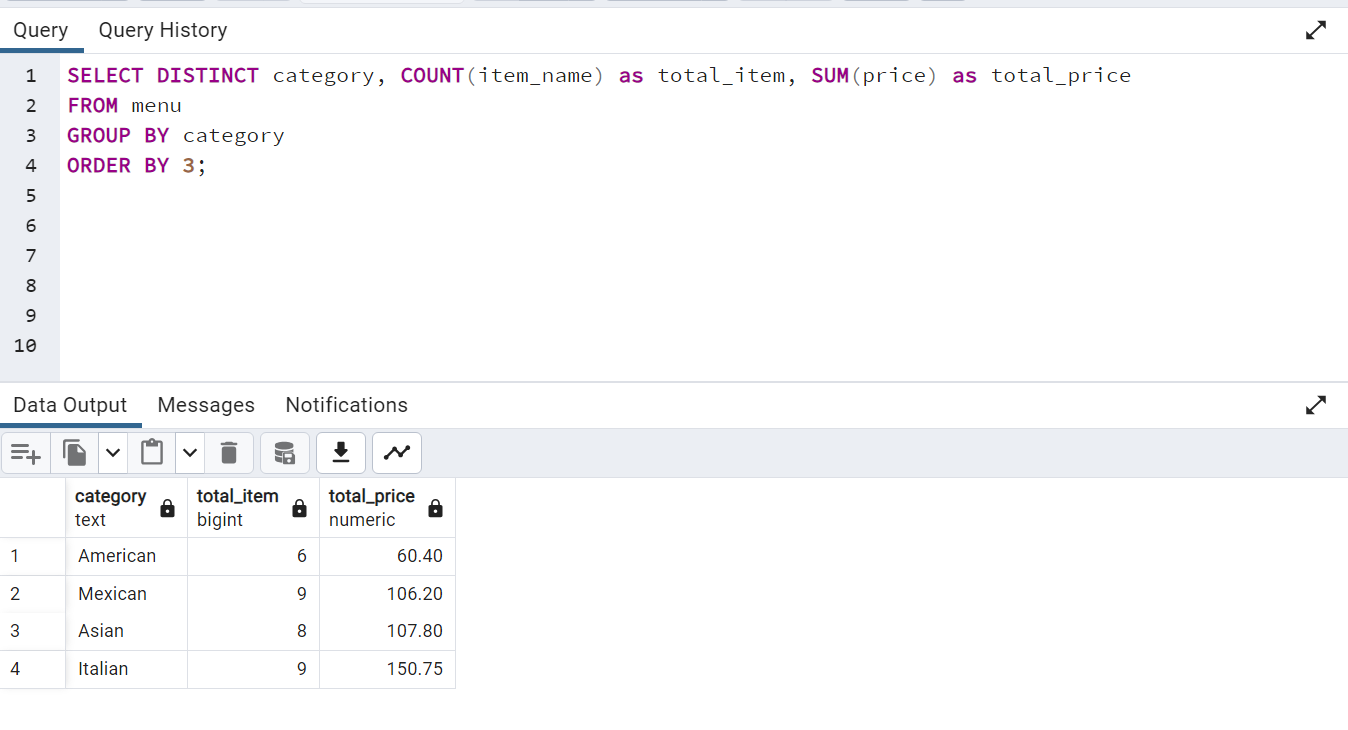 Query Query History
1 SELECT DISTINCT category, COUNT(item_name) as total_item, SUM(price) as total_price
2 FROM menu
3 GROUP BY category
4 ORDER BY 3;
5
6
7
8
9
10
Data Output Messages Notifications
category total_item total_price
text bigint numeric
1 American 6 60.40
2 Mexican 9 106.20
3 Asian 8 107.80
4 Italian 9 150.75